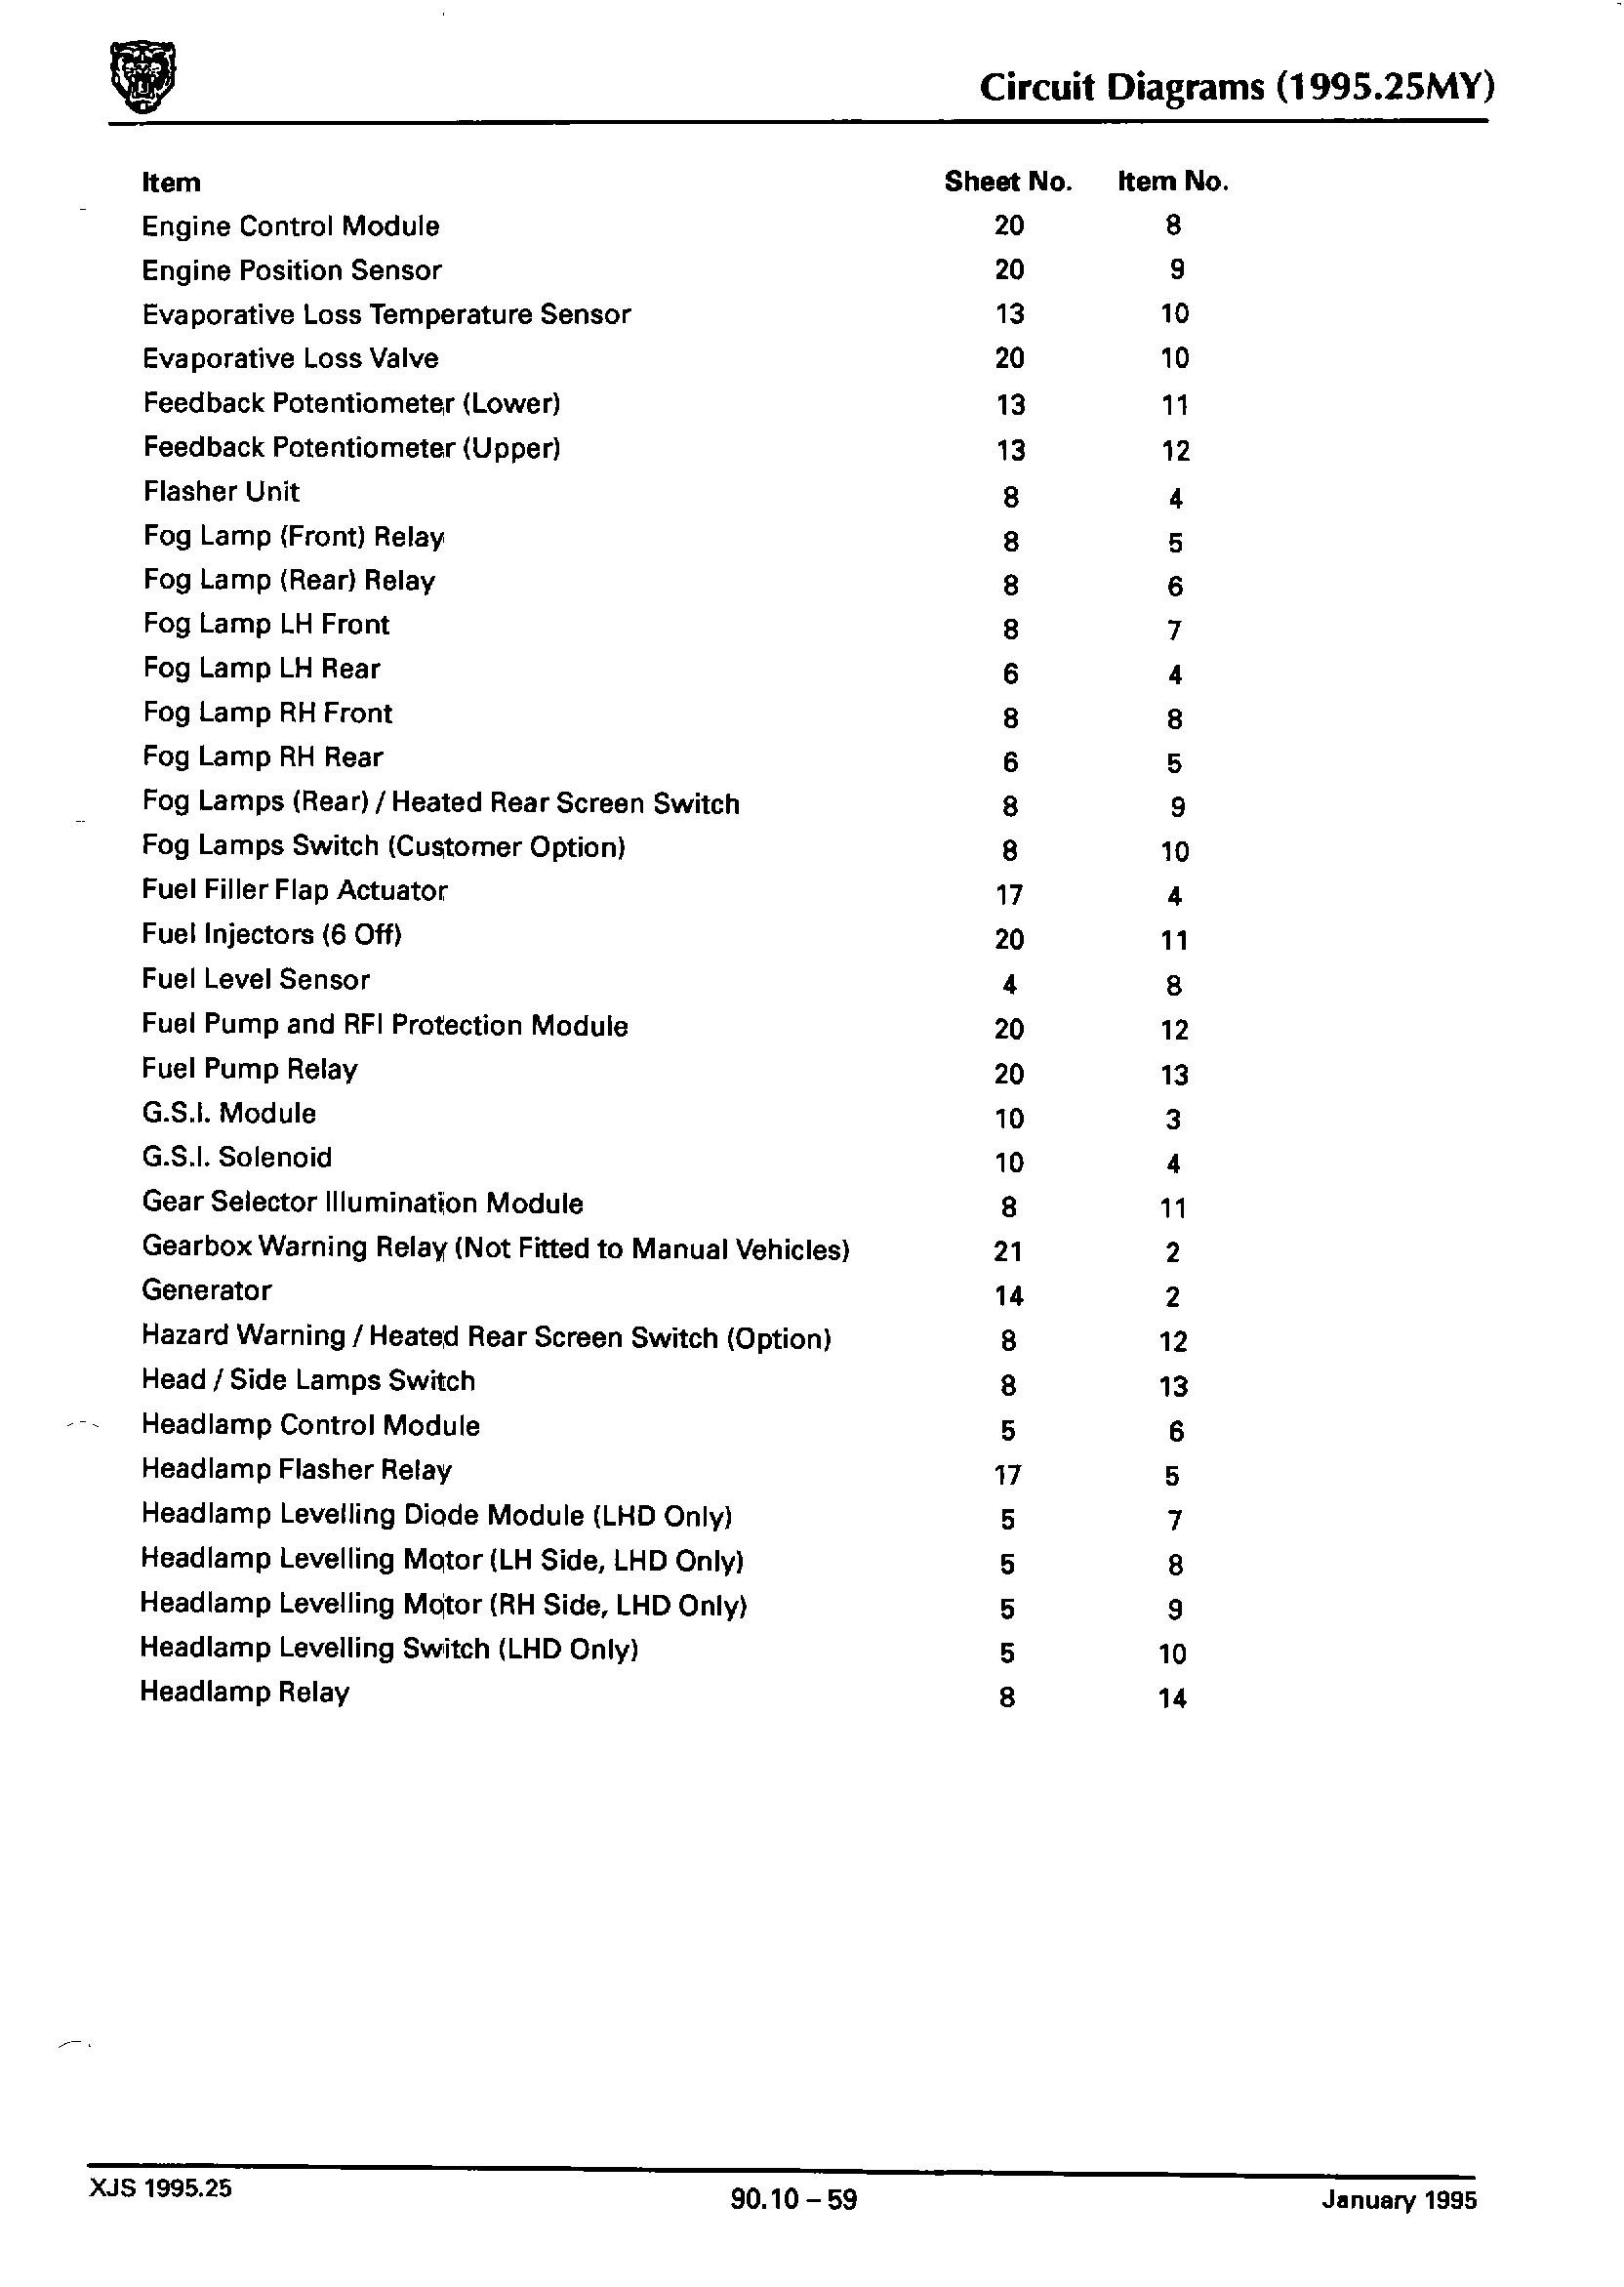 Circuit Diagrams (1995.25MY)
Item Sheet No. Item No.
Engine Control Module 20 8
Engine Position Sensor 20 9
Evaporative Loss Temperature Sensor 13 10
Evaporative Loss Valve 20 10
Feedback Potentiometer (Lower) 13 11
Feedback Potentiometer (Upper) 13 12
Flasher Unit 8 4
Fog Lamp (Front) Relay 8 5
Fog Lamp (Rear) Relay 8 6
Fog Lamp LH Front 8 7
Fog Lamp LH Rear 6 4
Fog Lamp RH Front 8 8
Fog Lamp RH Rear 6 5
Fog Lamps (Rear) / Heated Rear Screen Switch 8 9
Fog Lamps Switch (Customer Option) 8 10
Fuel Filler Flap Actuator 17 4
Fuel Injectors (6 Off) 20 11
Fuel Level Sensor 4 8
Fuel Pump and RFI Protection Module 20 12
Fuel Pump Relay 20 13
G.S.I. Module 10 3
G.S.I. Solenoid 10 4
Gear Selector Illumination Module 8 11
Gearbox Warning Relay (Not Fitted to Manual Vehicles) 21 2
Generator 14 2
Hazard Warning / Heated Rear Screen Switch (Option) 8 12
Head / Side Lamps Switch 8 13
Headlamp Control Module 5 6
Headlamp Flasher Relay 17 5
Headlamp Levelling Diode Module (LHD Only) 5 7
Headlamp Levelling Motor (LH Side, LHD Only) 5 8
Headlamp Levelling Motor (RH Side, LHD Only) 5 9
Headlamp Levelling Switch (LHD Only) 5 10
Headlamp Relay 8 14
XJS 1995.25 90.10 – 59 January 1995